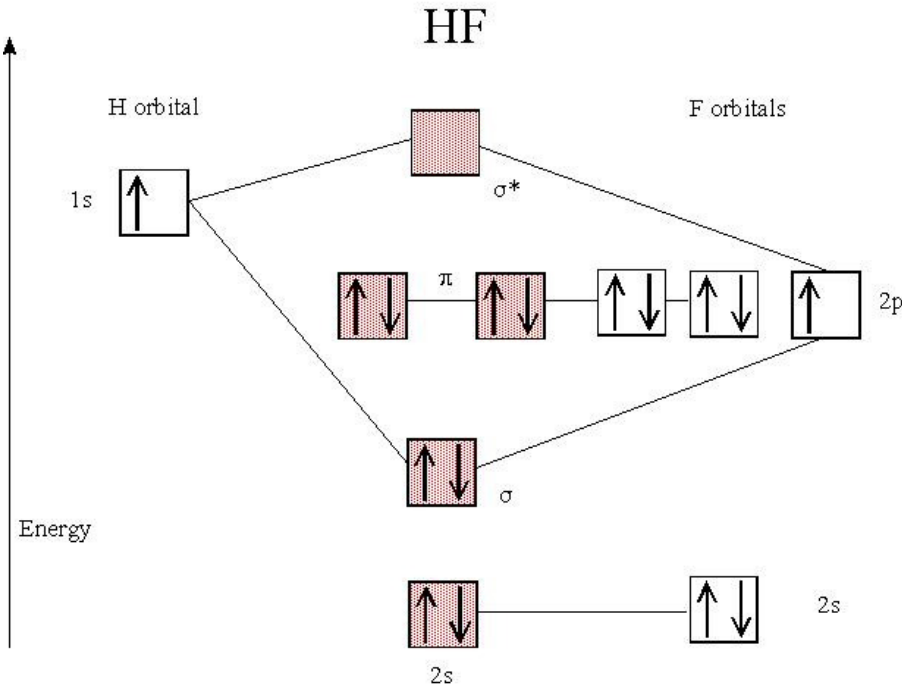 HF
H orbital
F orbitals
1s
σ*
π
2p
σ
Energy
2s
2s